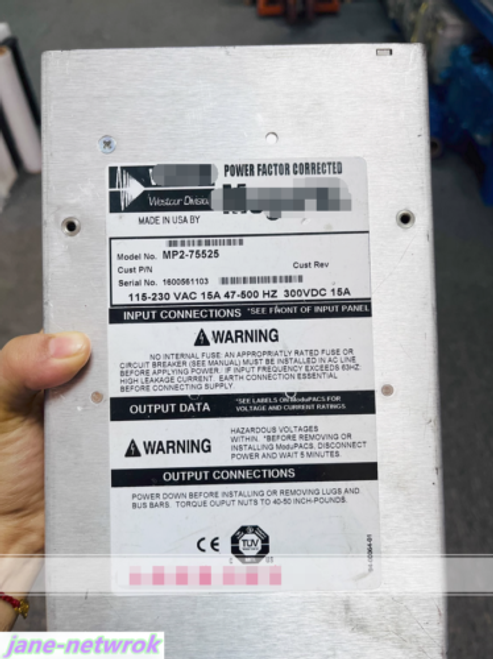 POWER FACTOR CORRECTED
Westcor Division
MADE IN USA BY
Model No. MP2-75525
Cust P/N
Cust Rev
Serial No. 1600561103
115-230 VAC 15A 47-500 HZ 300VDC 15A
INPUT CONNECTIONS *SEE FRONT OF INPUT PANEL
WARNING
NO INTERNAL FUSE: AN APPROPRIATLY RATED FUSE OR
CIRCUIT BREAKER (SEE MANUAL) MUST BE INSTALLED IN AC LINE
BEFORE APPLYING POWER. IF INPUT FREQUENCY EXCEEDS 63HZ:
HIGH LEAKAGE CURRENT. EARTH CONNECTION ESSENTIAL
BEFORE CONNECTING SUPPLY.
OUTPUT DATA
*SEE LABELS ON ModuPACS FOR
VOLTAGE AND CURRENT RATINGS.
WARNING
HAZARDOUS VOLTAGES
WITHIN. *BEFORE REMOVING OR
INSTALLING ModuPACS, DISCONNECT
POWER AND WAIT 5 MINUTES.
OUTPUT CONNECTIONS
POWER DOWN BEFORE INSTALLING OR REMOVING LUGS AND
BUS BARS. TORQUE OUPUT NUTS TO 40-50 INCH-POUNDS.
CE
TUV
C US
jane-netwrok